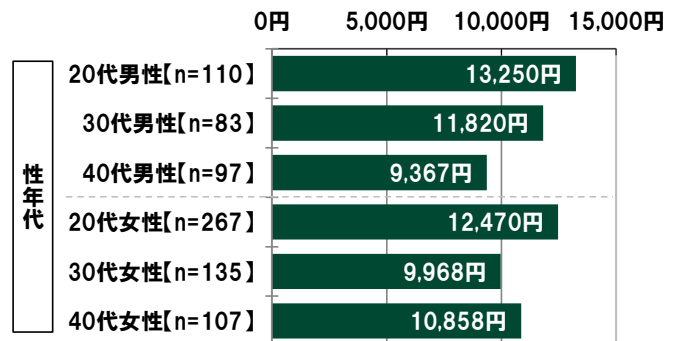 0円 5,000円 10,000円 15,000円
性年代
20代男性【n=110】 13,250円
30代男性【n=83】 11,820円
40代男性【n=97】 9,367円
20代女性【n=267】 12,470円
30代女性【n=135】 9,968円
40代女性【n=107】 10,858円